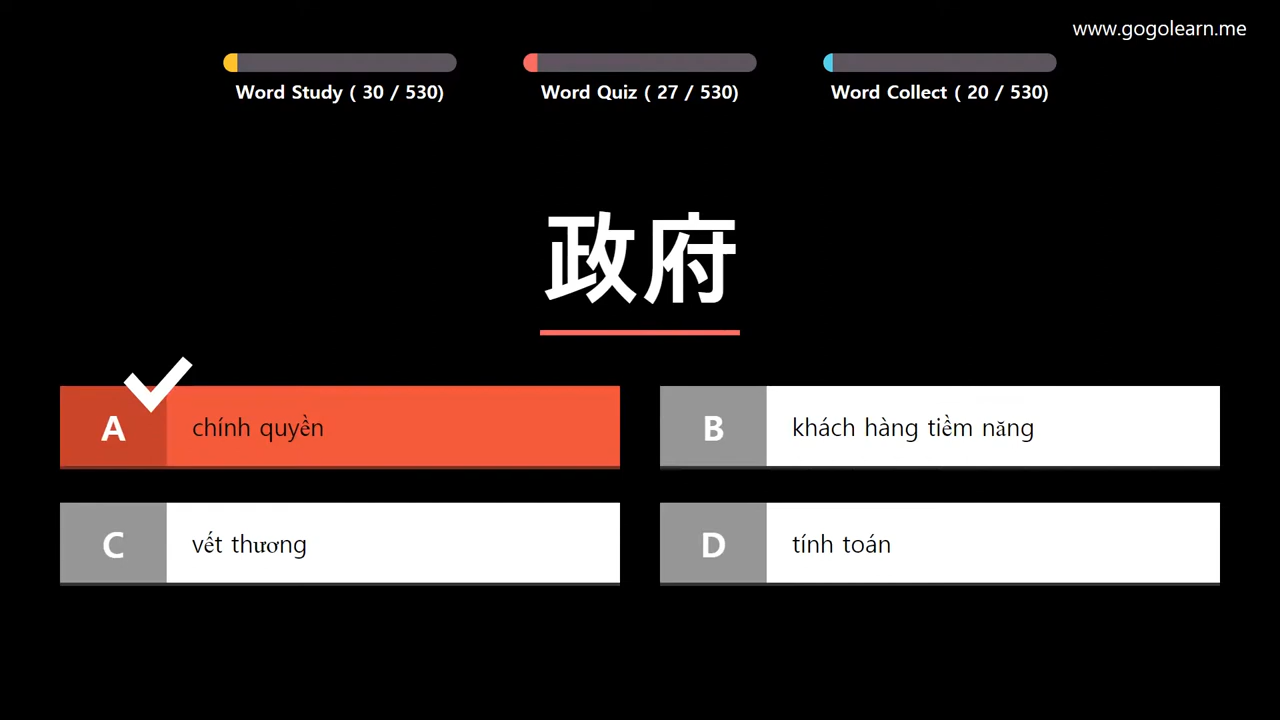 www.gogolearn.me
Word Study ( 30 / 530)
Word Quiz ( 27 / 530)
Word Collect ( 20 / 530)
政府
A
chính quyền
B
khách hàng tiềm năng
C
vết thương
D
tính toán